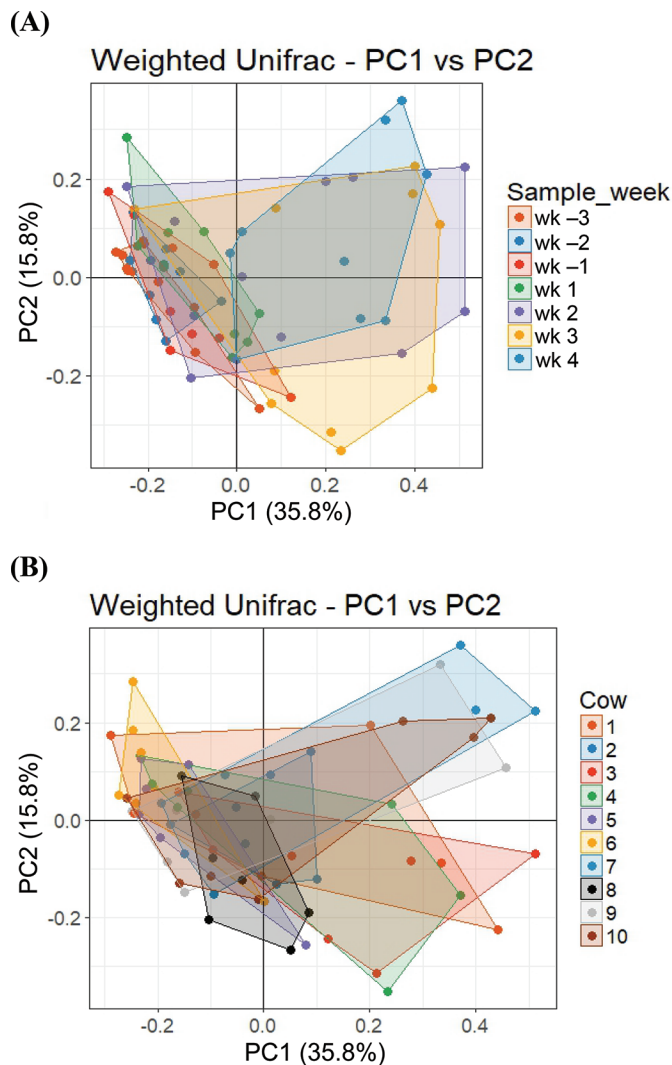 (A)
Weighted Unifrac - PC1 vs PC2
0.2
0.0
-0.2
PC2 (15.8%)
-0.2 0.0 0.2 0.4
PC1 (35.8%)
Sample_week
wk –3
wk –2
wk –1
wk 1
wk 2
wk 3
wk 4
(B)
Weighted Unifrac - PC1 vs PC2
0.2
0.0
-0.2
PC2 (15.8%)
-0.2 0.0 0.2 0.4
PC1 (35.8%)
Cow
1
2
3
4
5
6
7
8
9
10